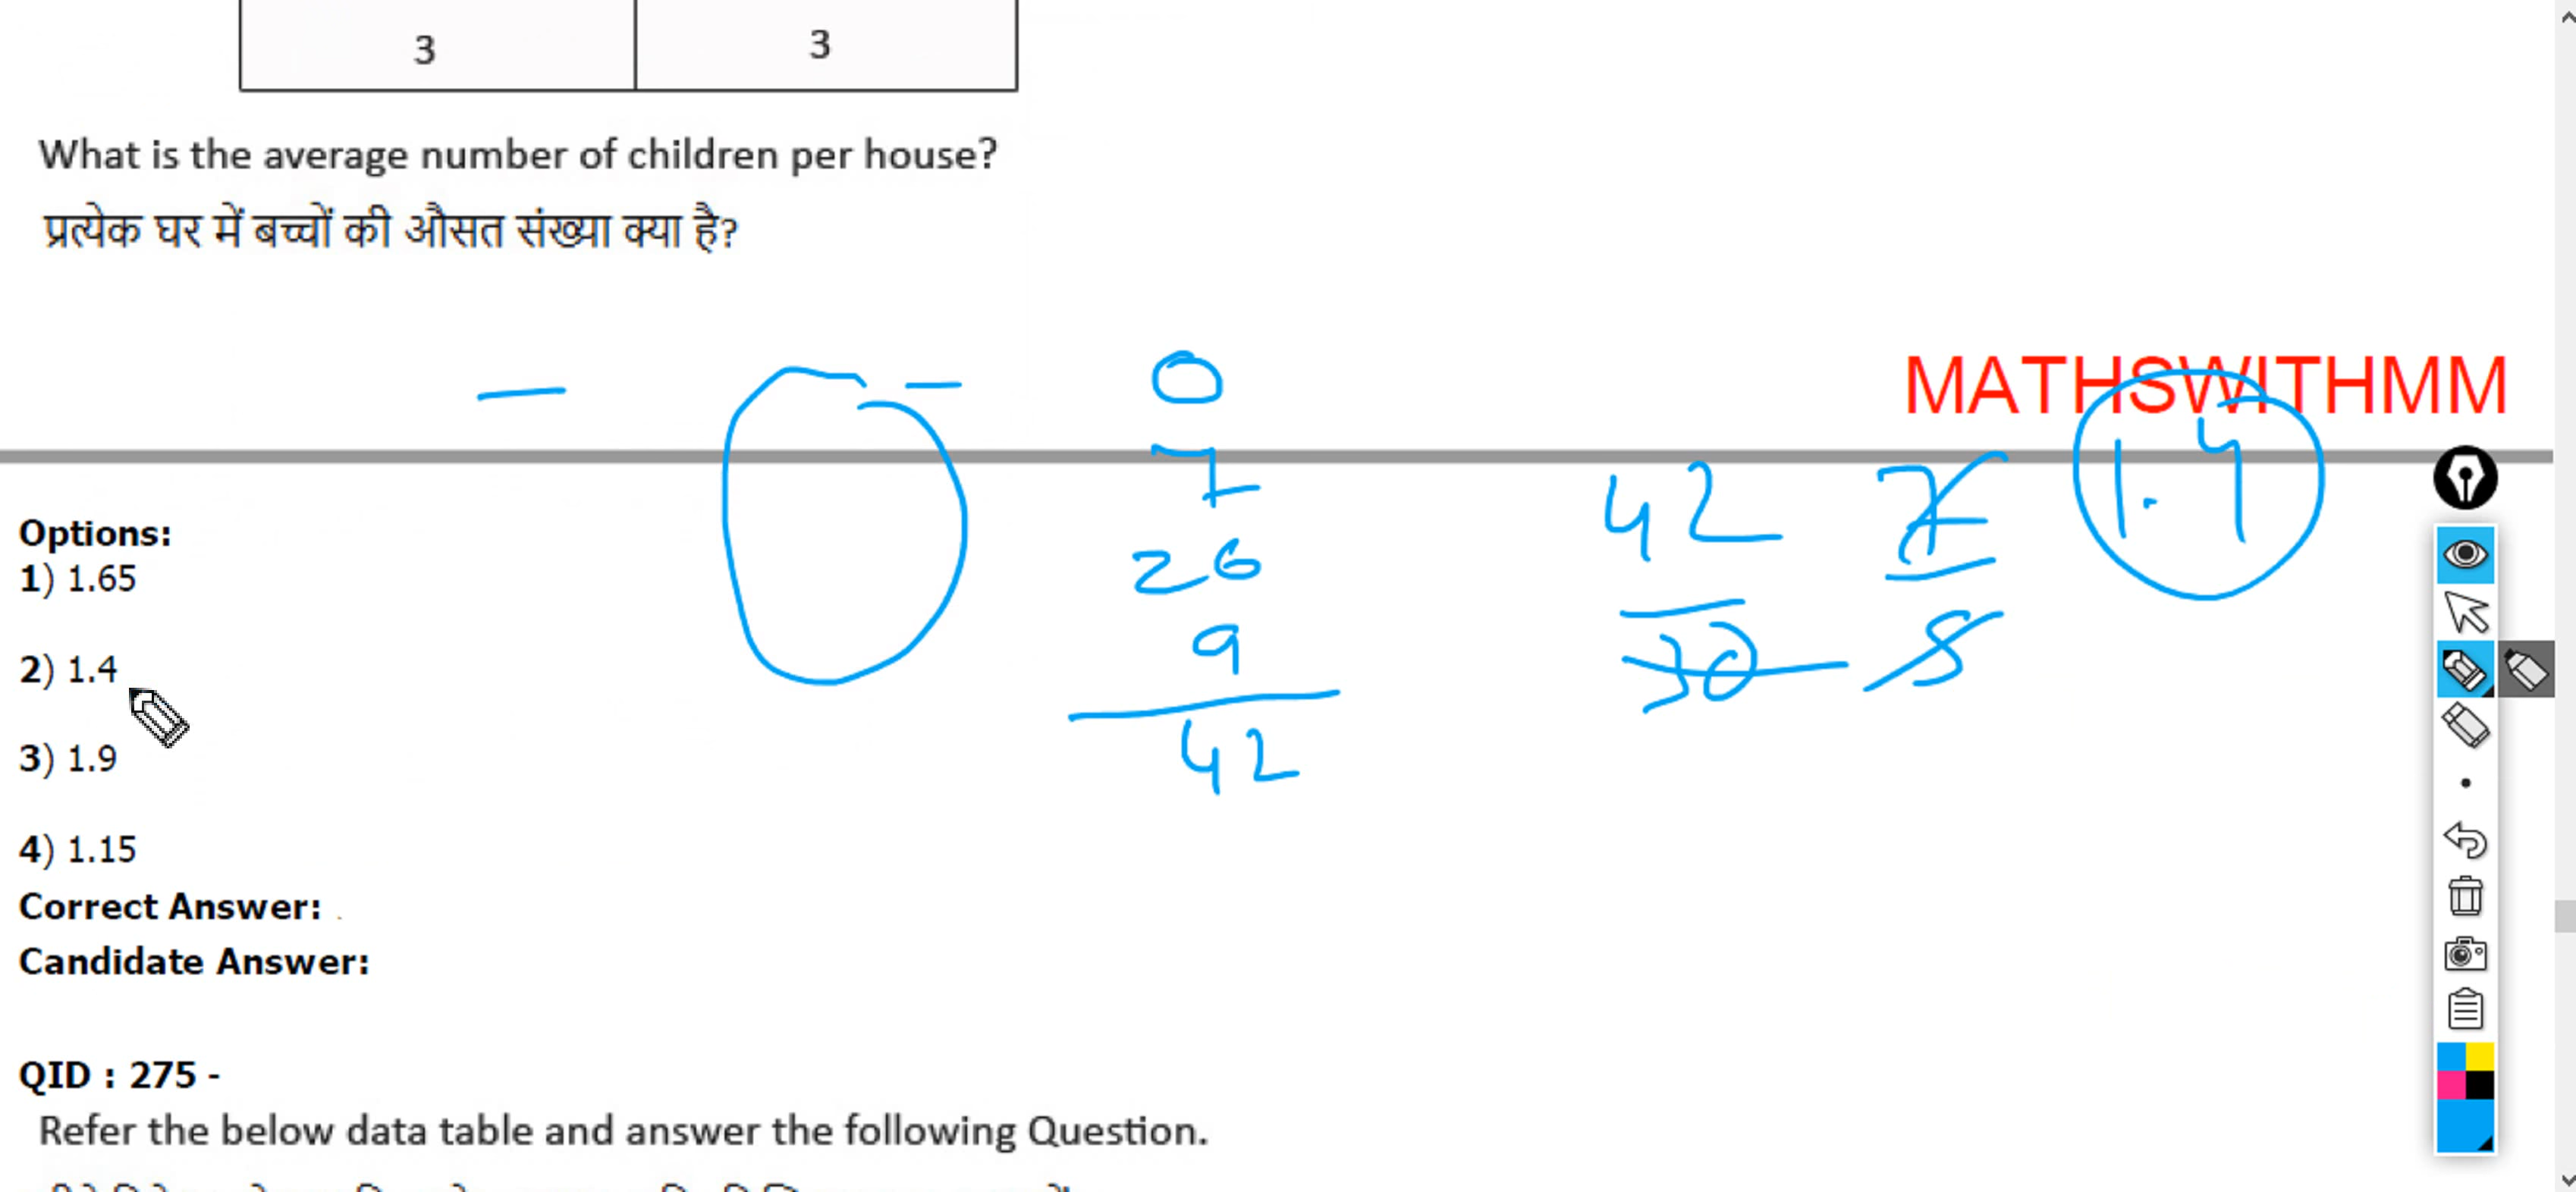 3 3
What is the average number of children per house?
प्रत्येक घर में बच्चों की औसत संख्या क्या है?
MATHSWITHMM
0
7
26
9
42
42
30
7
5
1.4
Options:
1) 1.65
2) 1.4
3) 1.9
4) 1.15
Correct Answer:
Candidate Answer:
QID : 275 -
Refer the below data table and answer the following Question.